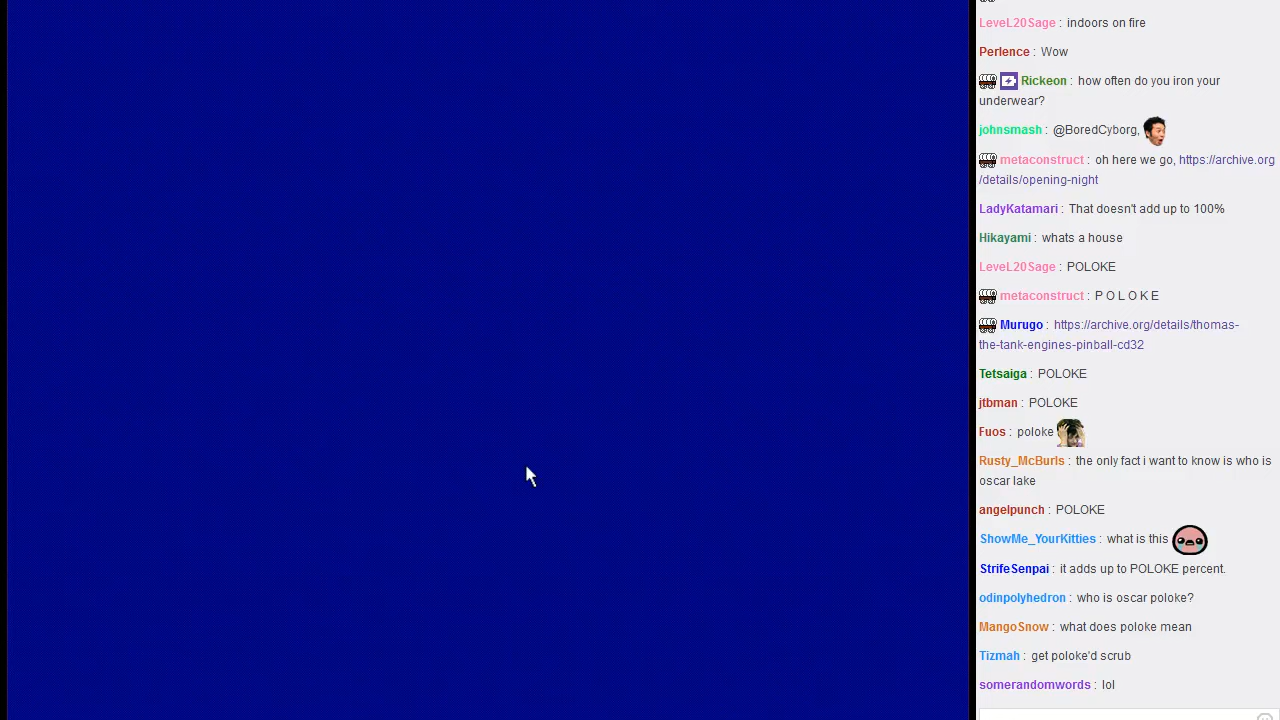 LeveL20Sage : indoors on fire
Perlence : Wow
Rickeon : how often do you iron your
underwear?
johnsmash : @BoredCyborg,
metaconstruct : oh here we go, https://archive.org
/details/opening-night
LadyKatamari : That doesn't add up to 100%
Hikayami : whats a house
LeveL20Sage : POLOKE
metaconstruct : P O L O K E
Murugo : https://archive.org/details/thomas-
the-tank-engines-pinball-cd32
Tetsaiga : POLOKE
jtbman : POLOKE
Fuos : poloke
Rusty_McBurls : the only fact i want to know is who is
oscar lake
angelpunch : POLOKE
ShowMe_YourKitties : what is this
StrifeSenpai : it adds up to POLOKE percent.
odinpolyhedron : who is oscar poloke?
MangoSnow : what does poloke mean
Tizmah : get poloke'd scrub
somerandomwords : lol